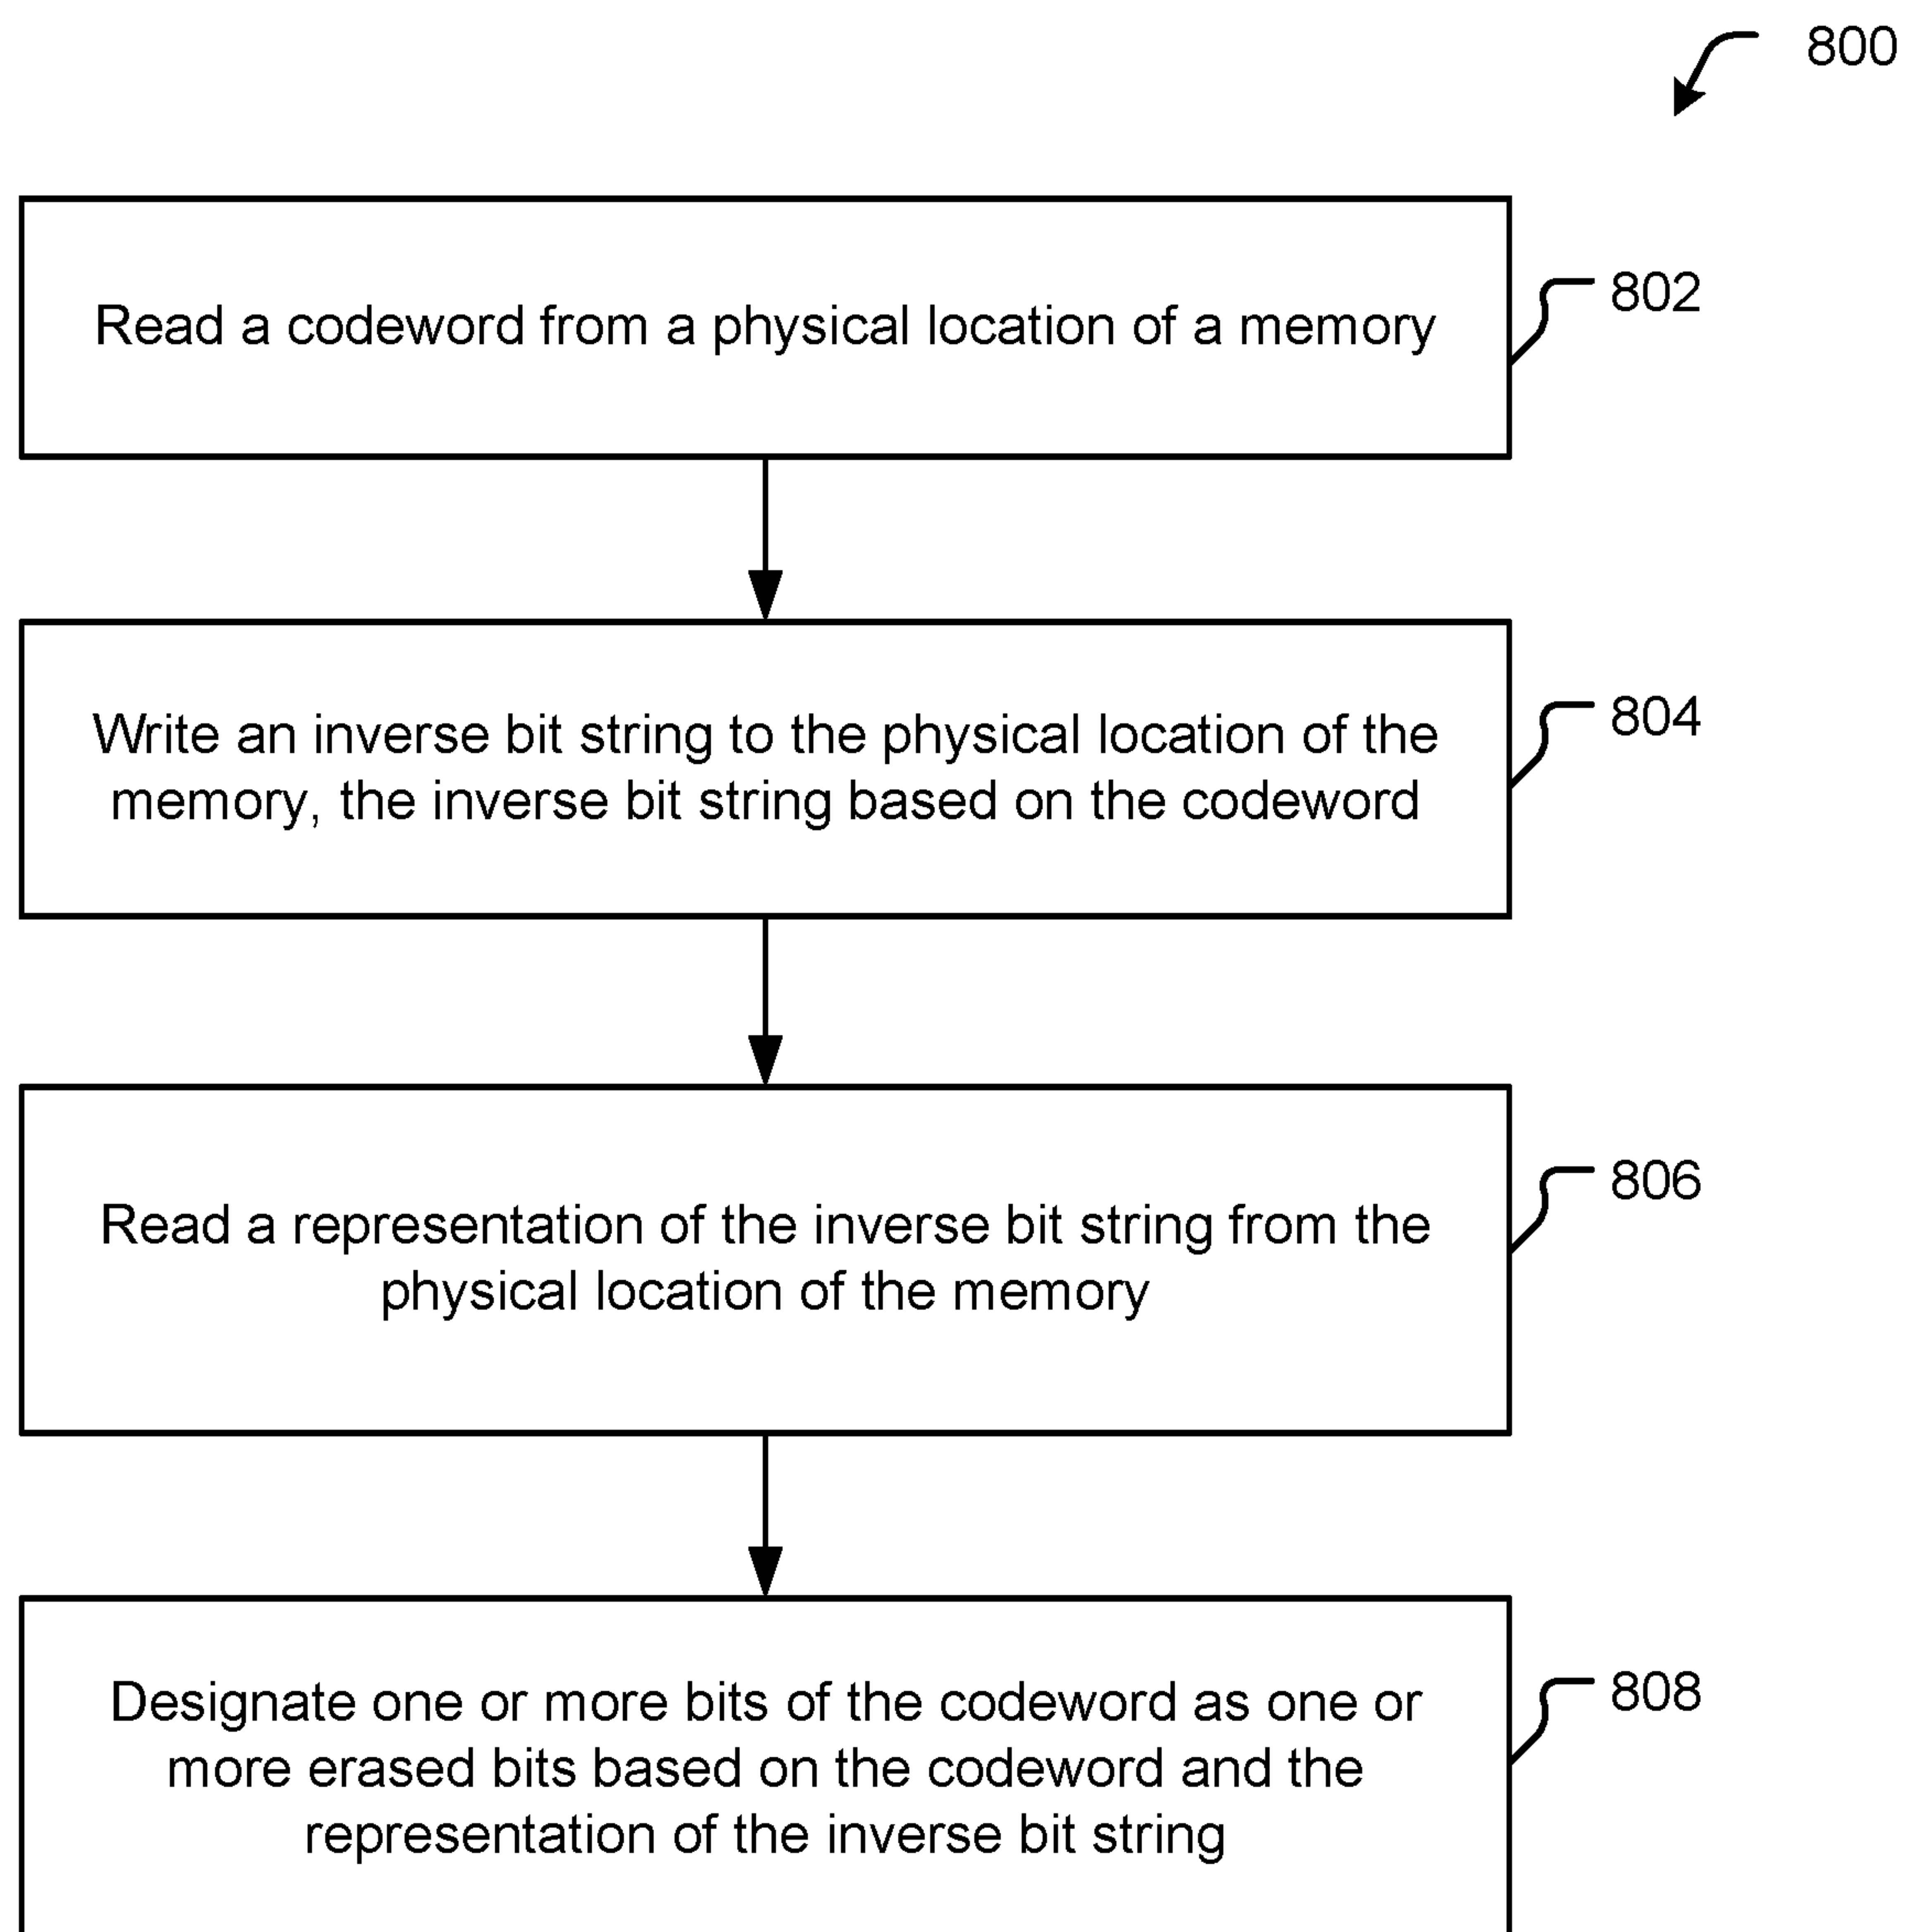 800
Read a codeword from a physical location of a memory
802
Write an inverse bit string to the physical location of the
memory, the inverse bit string based on the codeword
804
Read a representation of the inverse bit string from the
physical location of the memory
806
Designate one or more bits of the codeword as one or
more erased bits based on the codeword and the
representation of the inverse bit string
808